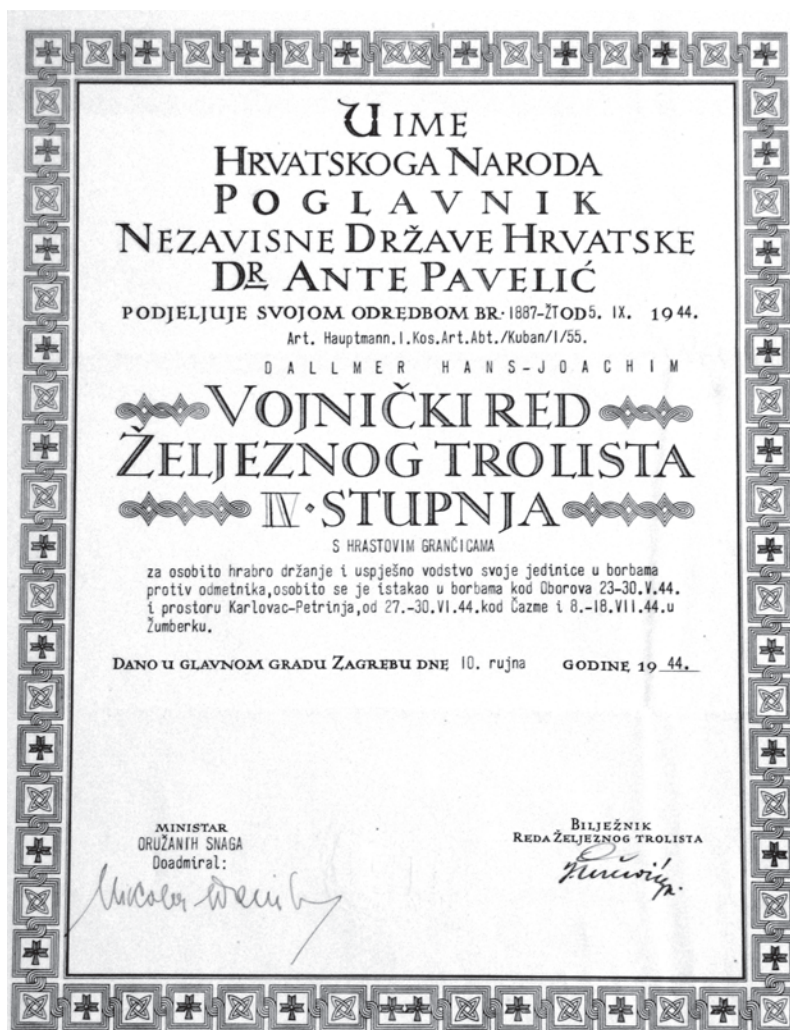 U IME
HRVATSKOGA NARODA
POGLAVNIK
NEZAVISNE DRŽAVE HRVATSKE
DR ANTE PAVELIĆ
PODJELJUJE SVOJOM ODREDBOM BR. 1887-ŽT OD 5. IX. 1944.
Art. Hauptmann.I.Kos.Art.Abt./Kuban/I/55.
DALLMER HANS-JOACHIM
VOJNIČKI RED
ŽELJEZNOG TROLISTA
IV·STUPNJA
S HRASTOVIM GRANČICAMA
za osobito hrabro držanje i uspješno vodstvo svoje jedinice u borbama
protiv odmetnika,osobito se je istakao u borbama kod Oborova 23-30.V.44.
i prostoru Karlovac-Petrinja,od 27.-30.VI.44.kod Čazme i 8.-18.VII.44.u
Žumberku.
DANO U GLAVNOM GRADU ZAGREBU DNE 10. rujna GODINE 19 44.
MINISTAR
ORUŽANIH SNAGA
Doadmiral:
BILJEŽNIK
REDA ŽELJEZNOG TROLISTA